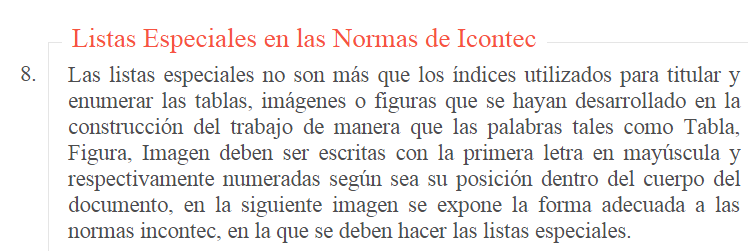 Listas Especiales en las Normas de Icontec
8. Las listas especiales no son más que los índices utilizados para titular y
enumerar las tablas, imágenes o figuras que se hayan desarrollado en la
construcción del trabajo de manera que las palabras tales como Tabla,
Figura, Imagen deben ser escritas con la primera letra en mayúscula y
respectivamente numeradas según sea su posición dentro del cuerpo del
documento, en la siguiente imagen se expone la forma adecuada a las
normas incontec, en la que se deben hacer las listas especiales.